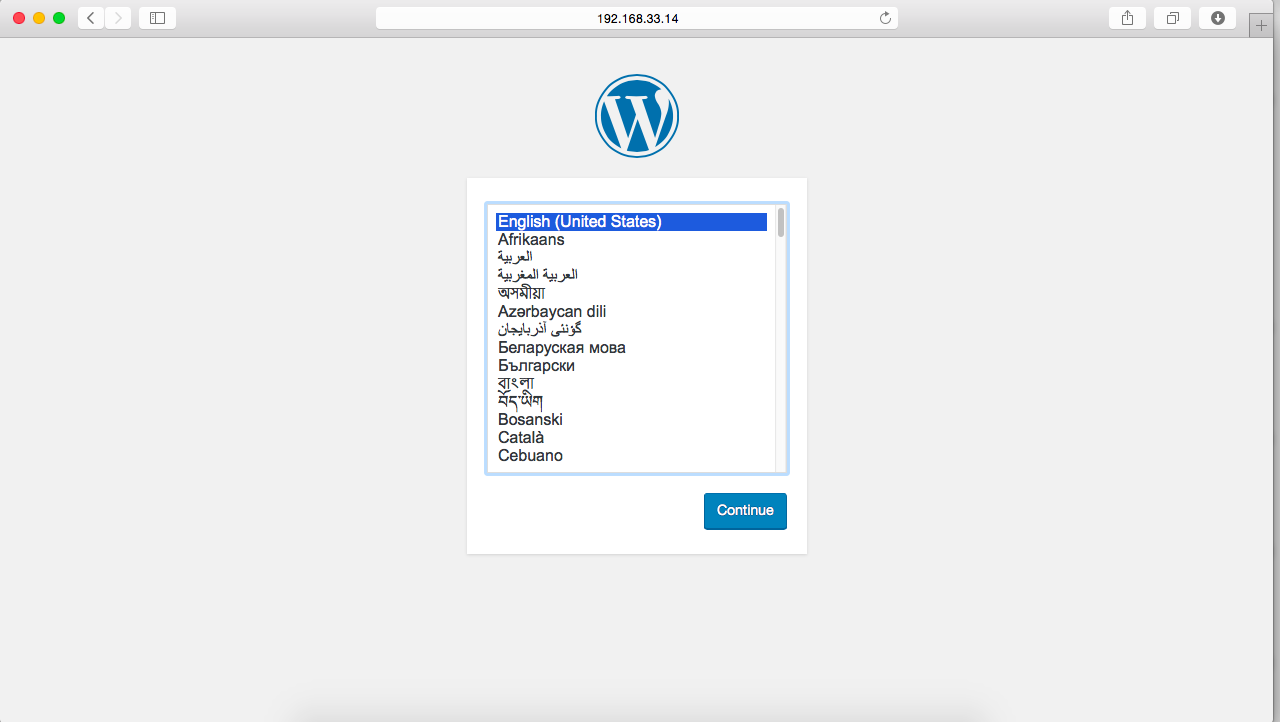 192.168.33.14
English (United States)
Afrikaans
العربية
العربية المغربية
অসমীয়া
Azərbaycan dili
گؤنئی آذربایجان
Беларуская мова
Български
বাংলা
བོད་ཡིག
Bosanski
Català
Cebuano
Continue